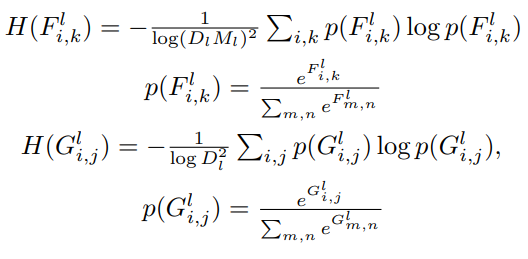 H(F^l_{i,k}) = -\frac{1}{\log(D_l M_l)^2} \sum_{i,k} p(F^l_{i,k}) \log p(F^l_{i,k})
p(F^l_{i,k}) = \frac{e^{F^l_{i,k}}}{\sum_{m,n} e^{F^l_{m,n}}}
H(G^l_{i,j}) = -\frac{1}{\log D_l^2} \sum_{i,j} p(G^l_{i,j}) \log p(G^l_{i,j}),
p(G^l_{i,j}) = \frac{e^{G^l_{i,j}}}{\sum_{m,n} e^{G^l_{m,n}}}